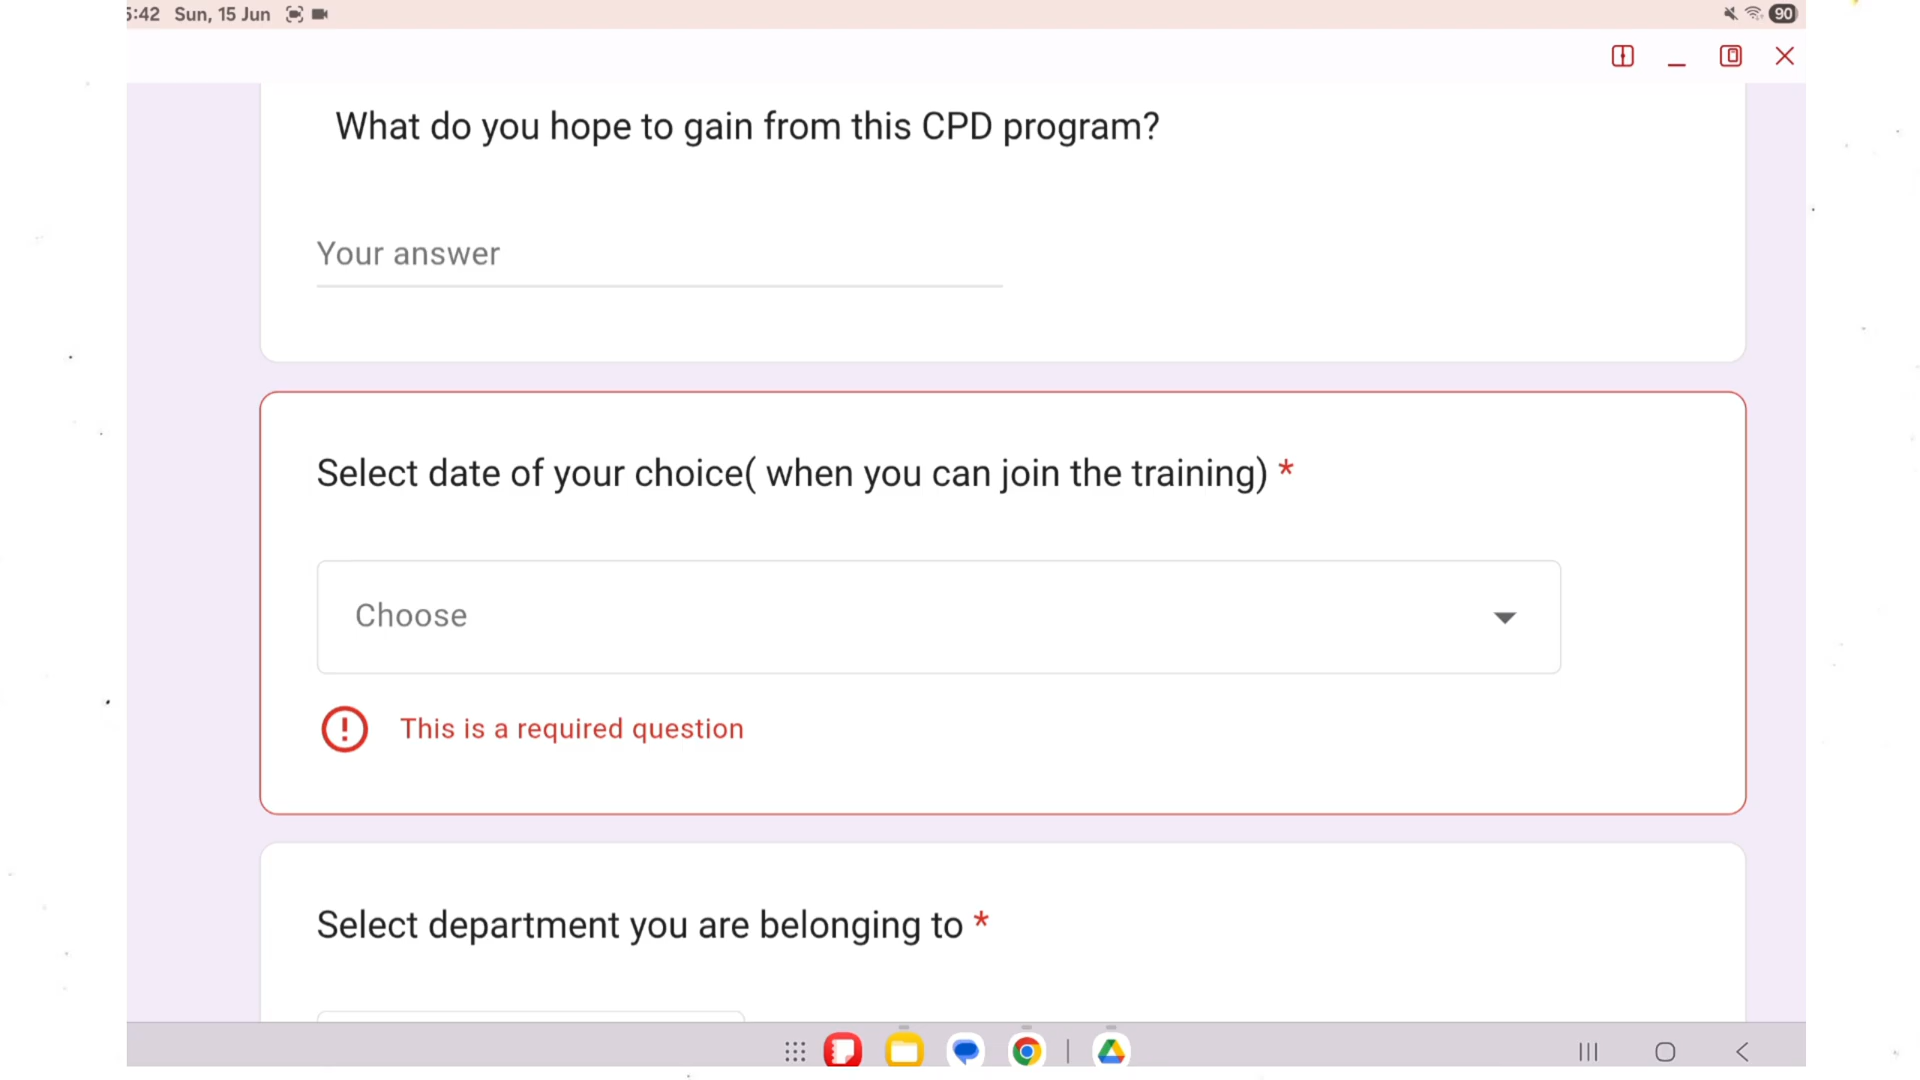 5:42 Sun, 15 Jun
90
What do you hope to gain from this CPD program?
Your answer
Select date of your choice( when you can join the training) *
Choose
This is a required question
Select department you are belonging to *